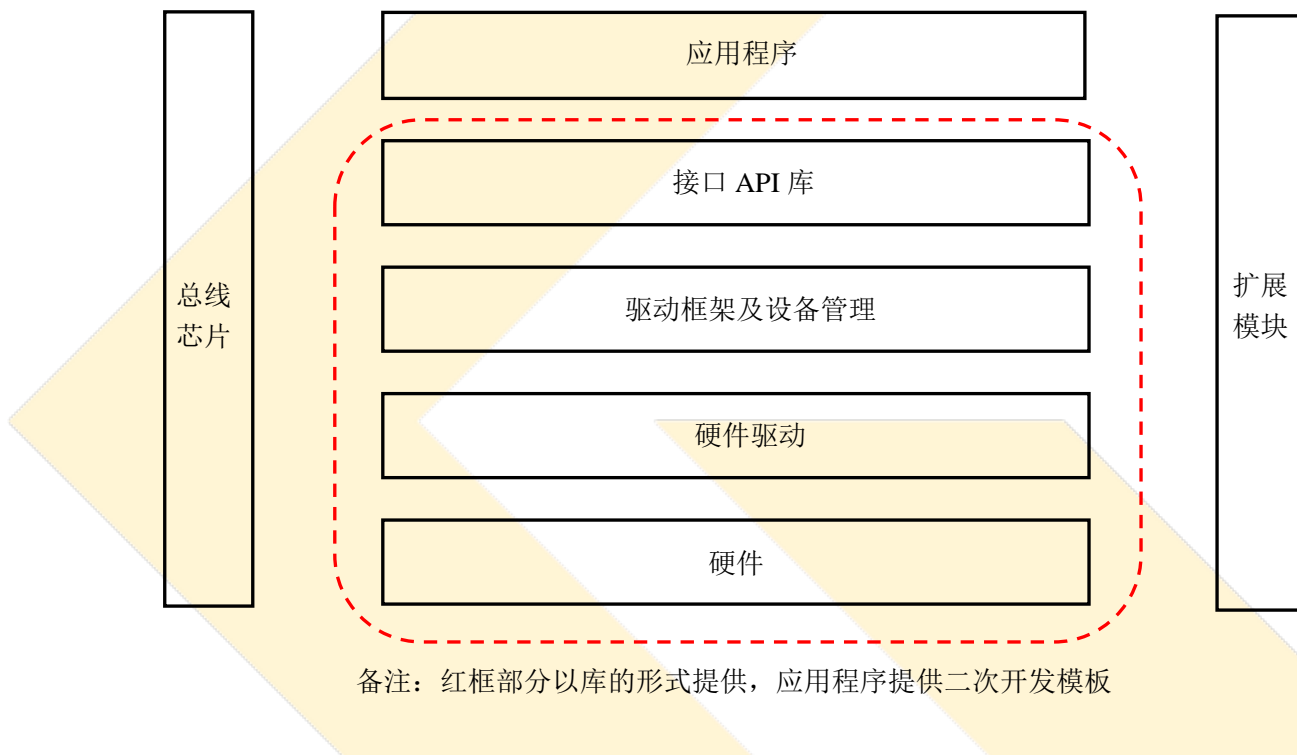 应用程序
接口 API 库
总线
芯片
驱动框架及设备管理
扩展
模块
硬件驱动
硬件
备注：红框部分以库的形式提供，应用程序提供二次开发模板